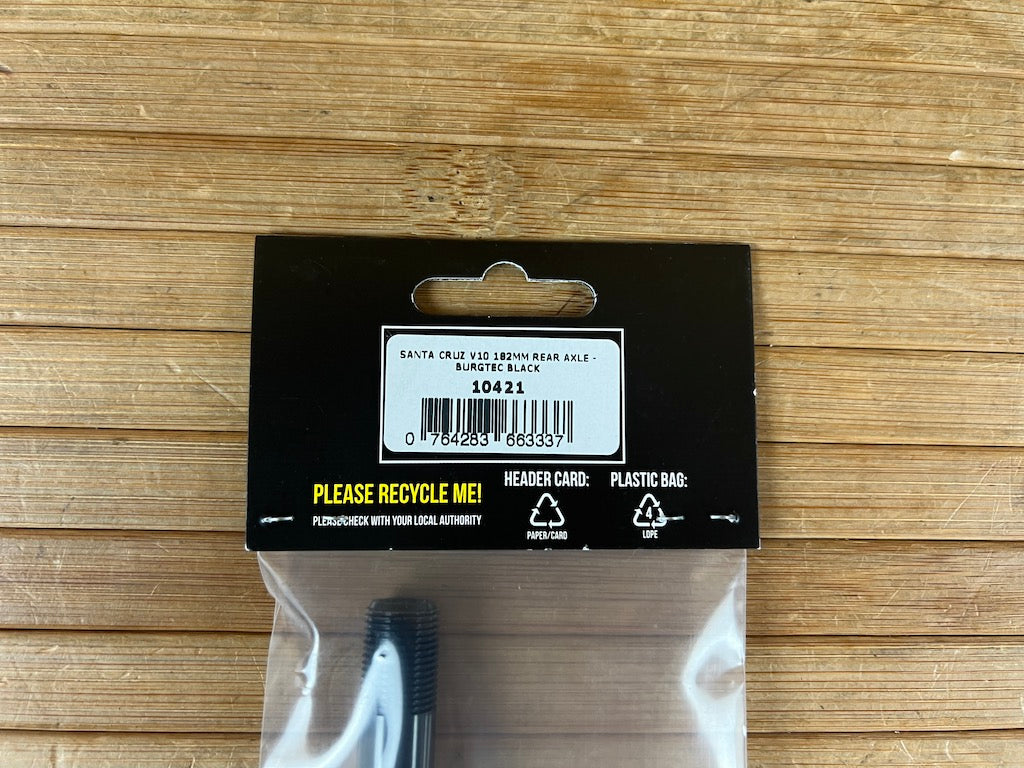 SANTA CRUZ V10 182MM REAR AXLE -
BURGTEC BLACK
10421
0 764283 663337
PLEASE RECYCLE ME!
PLEASE CHECK WITH YOUR LOCAL AUTHORITY
HEADER CARD:
PAPER/CARD
PLASTIC BAG:
4
LDPE